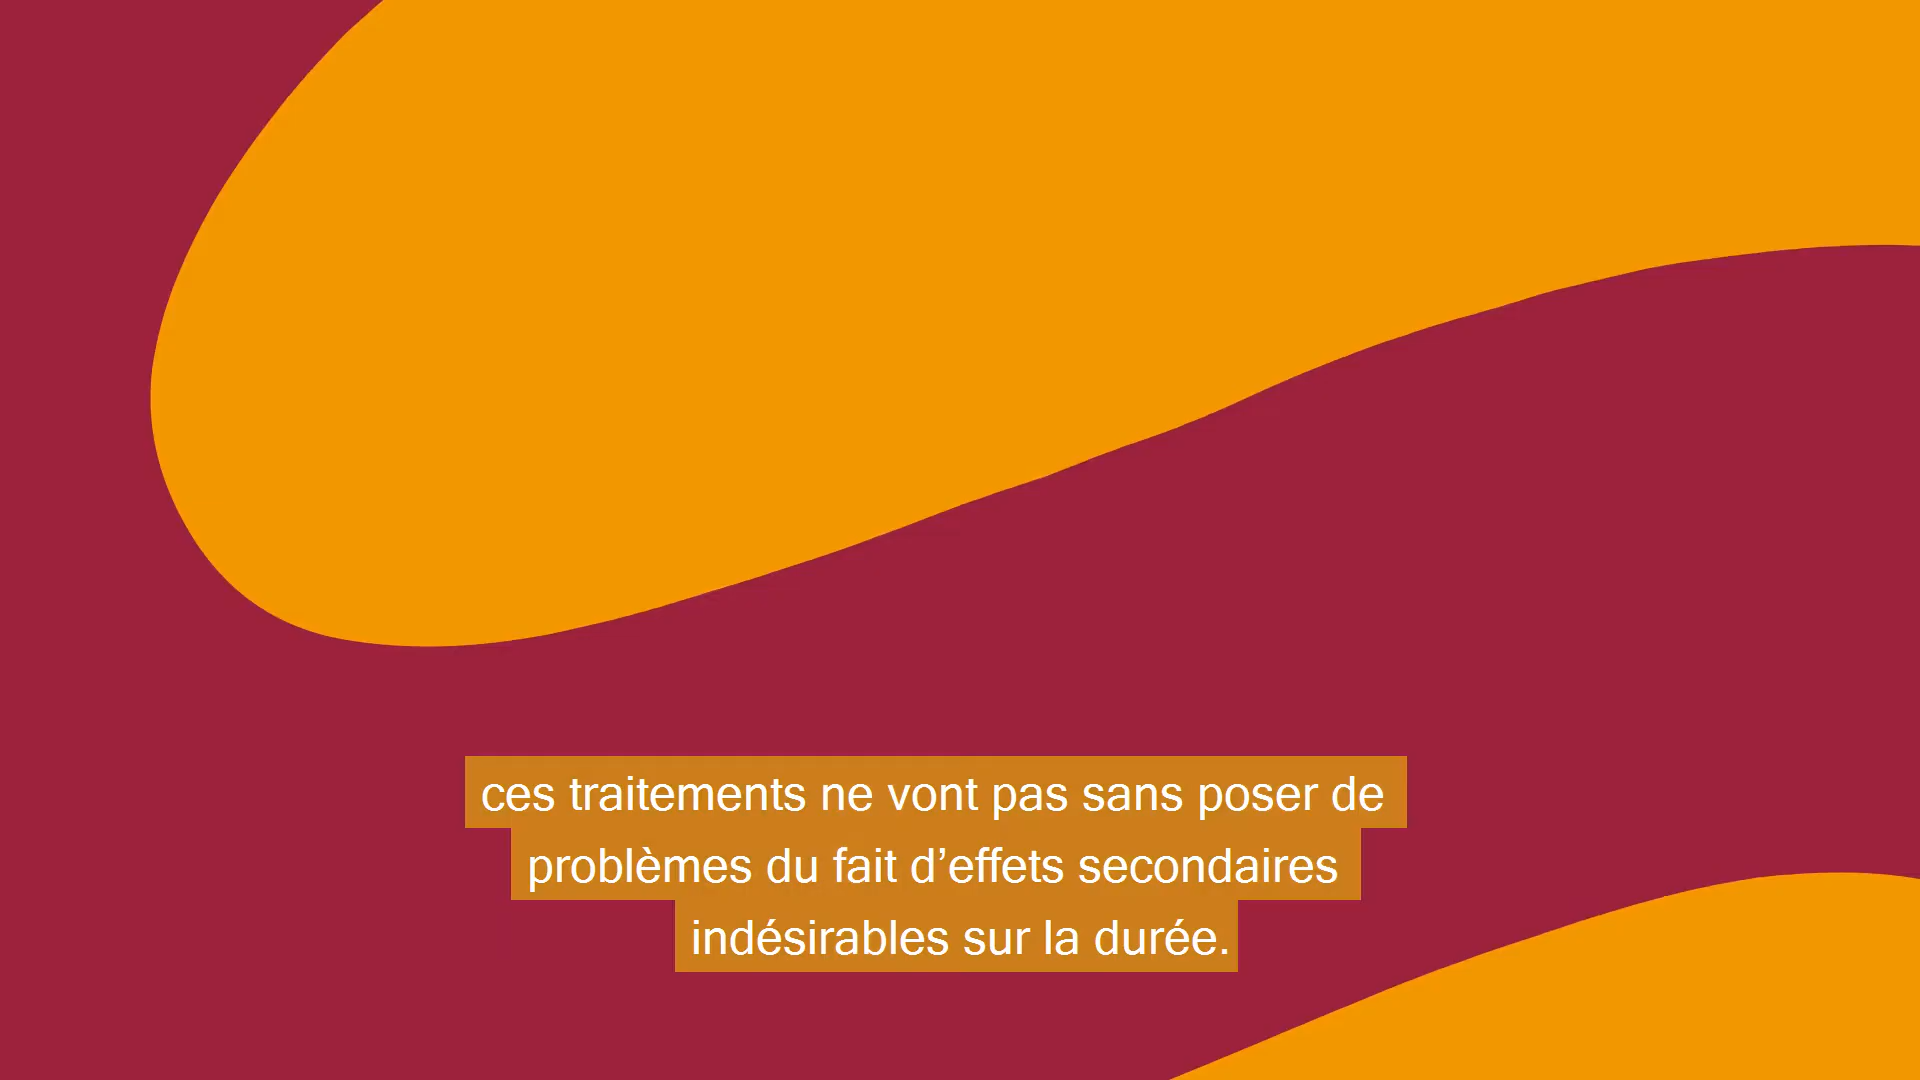 ces traitements ne vont pas sans poser de
problèmes du fait d’effets secondaires
indésirables sur la durée.